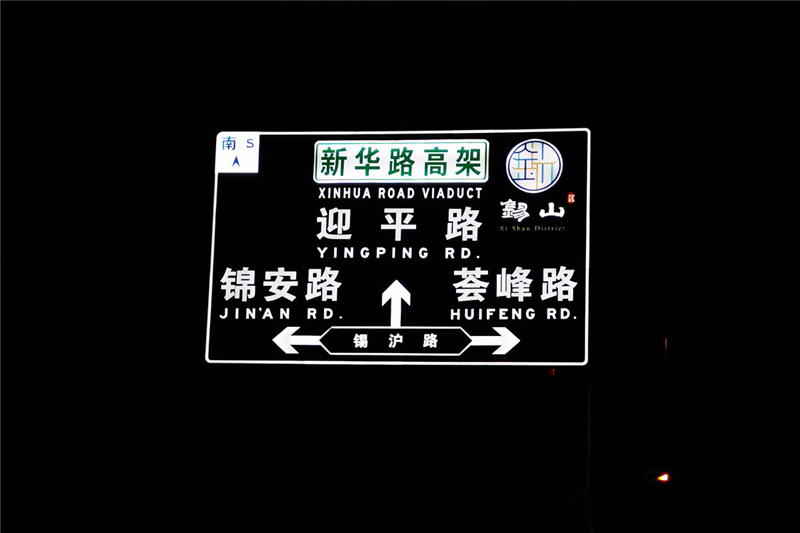 南 S
新华路高架
XINHUA ROAD VIADUCT
錫山
Xi Shan District
迎平路
YINGPING RD.
锦安路
JIN'AN RD.
荟峰路
HUIFENG RD.
锡沪路